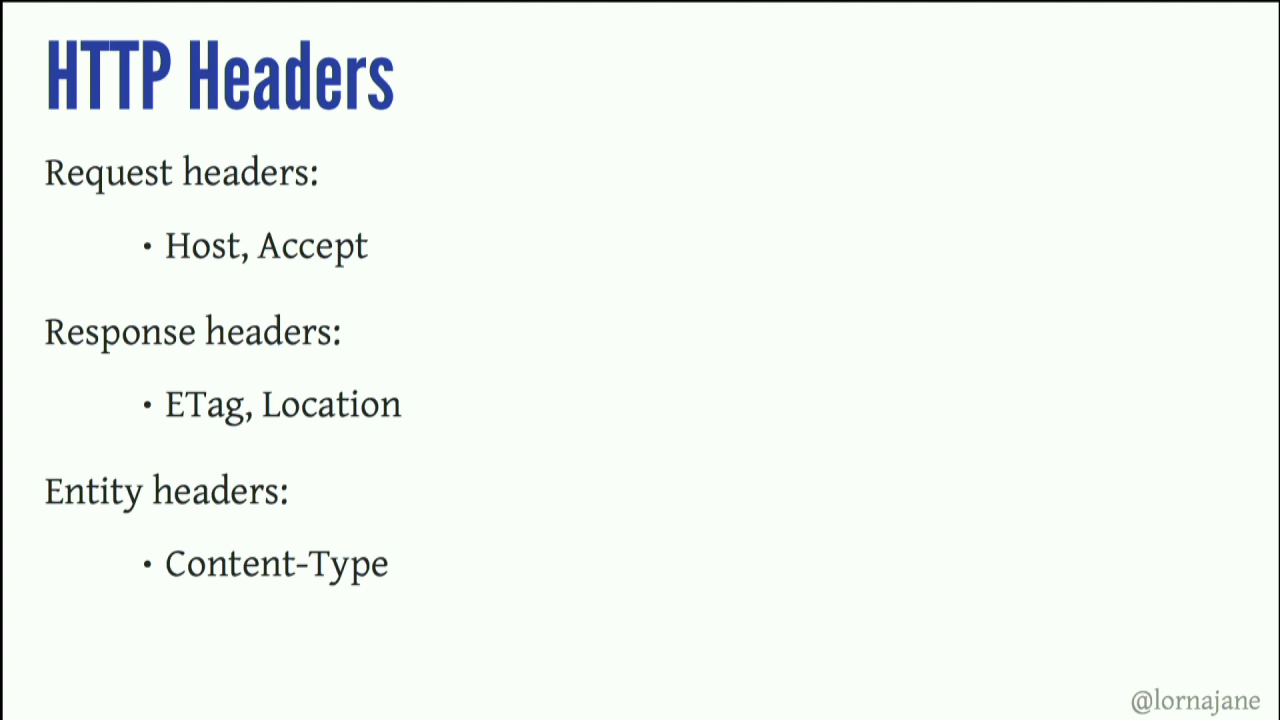 HTTP Headers
Request headers:
• Host, Accept
Response headers:
• ETag, Location
Entity headers:
• Content-Type
@lornajane